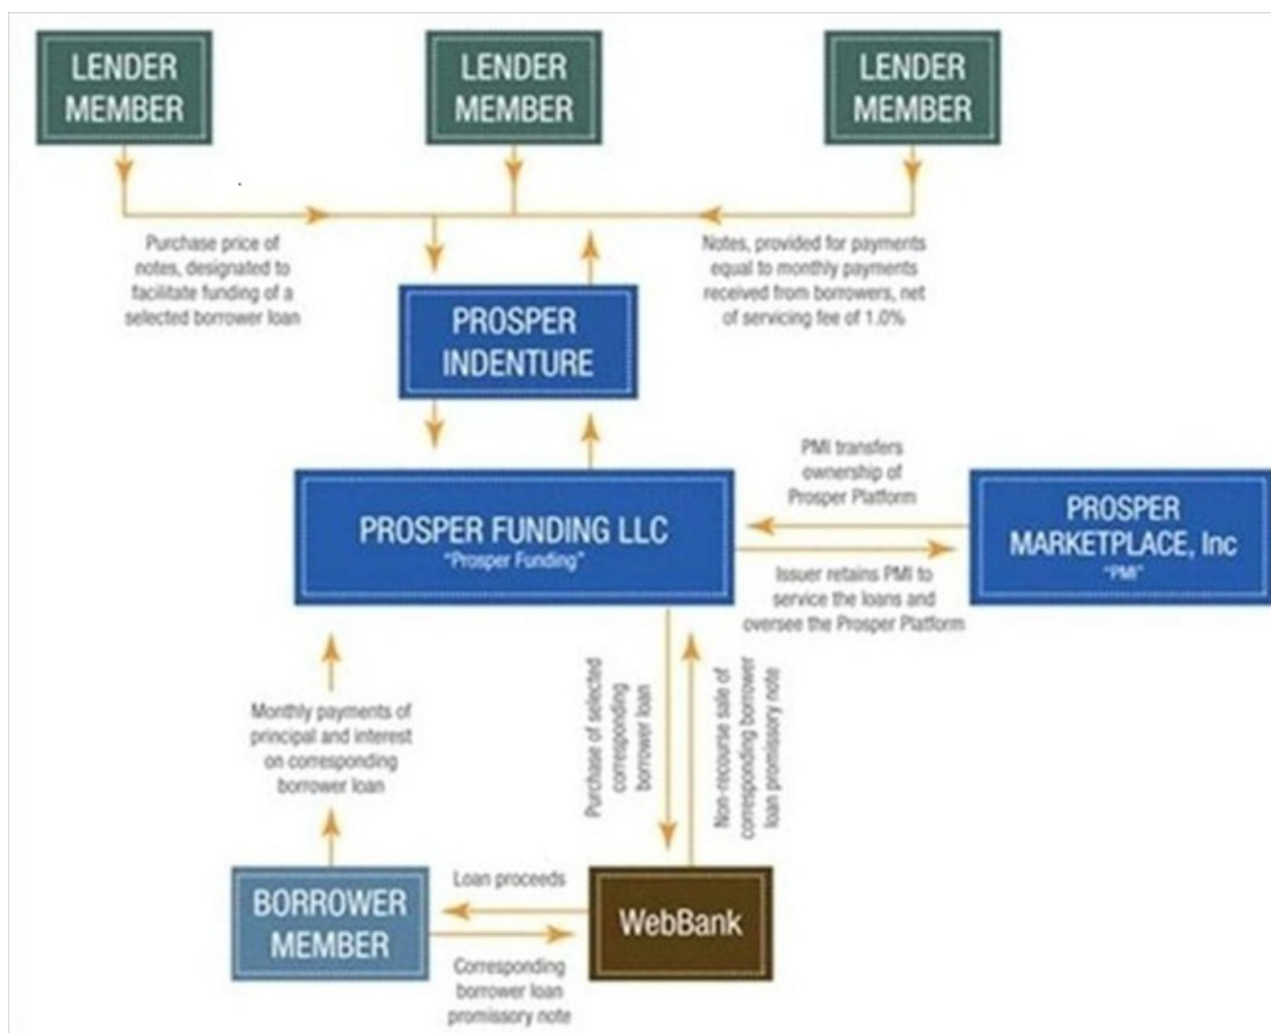 LENDER
MEMBER
LENDER
MEMBER
LENDER
MEMBER
Purchase price of
notes, designated to
facilitate funding of a
selected borrower loan
Notes, provided for payments
equal to monthly payments
received from borrowers, net
of servicing fee of 1.0%
PROSPER
INDENTURE
PMI transfers
ownership of
Prosper Platform
PROSPER FUNDING LLC
"Prosper Funding"
PROSPER
MARKETPLACE, Inc
"PMI"
Issuer retains PMI to
service the loans and
oversee the Prosper Platform
Monthly payments of
principal and interest
on corresponding
borrower loan
Purchase of selected
corresponding
borrower loan
Non-recourse sale of
corresponding borrower
loan promissory note
BORROWER
MEMBER
Loan proceeds
WebBank
Corresponding
borrower loan
promissory note